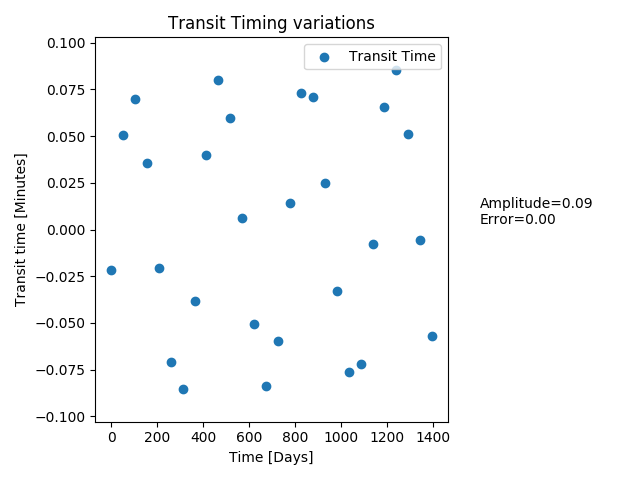 Transit Timing variations
Transit Time
Transit time [Minutes]
0.100
0.075
0.050
0.025
0.000
−0.025
−0.050
−0.075
−0.100
0 200 400 600 800 1000 1200 1400
Time [Days]
Amplitude=0.09
Error=0.00